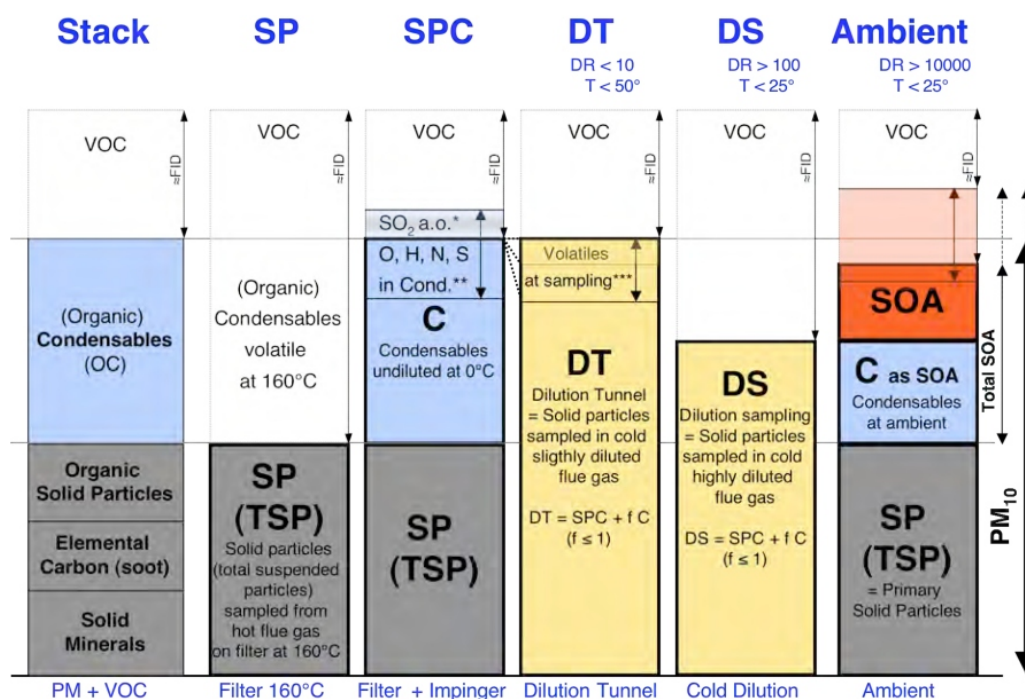 Stack
SP
SPC
DT
DS
Ambient
DR < 10
T < 50°
DR > 100
T < 25°
DR > 10000
T < 25°
VOC
≈FID
(Organic)
Condensables
(OC)
Organic
Solid Particles
Elemental
Carbon (soot)
Solid
Minerals
PM + VOC
VOC
≈FID
(Organic)
Condensables
volatile
at 160°C
SP
(TSP)
Solid particles
(total suspended
particles)
sampled from
hot flue gas
on filter at 160°C
Filter 160°C
VOC
≈FID
SO2 a.o.*
O, H, N, S
in Cond.**
C
Condensables
undiluted at 0°C
SP
(TSP)
Filter + Impinger
VOC
≈FID
Volatiles
at sampling***
DT
Dilution Tunnel
= Solid particles
sampled in cold
sligthly diluted
flue gas
DT = SPC + f C
(f ≤ 1)
Dilution Tunnel
VOC
≈FID
DS
Dilution sampling
= Solid particles
sampled in cold
highly diluted
flue gas
DS = SPC + f C
(f ≤ 1)
Cold Dilution
VOC
≈FID
SOA
C as SOA
Condensables
at ambient
SP
(TSP)
= Primary
Solid Particles
Ambient
Total SOA
PM10